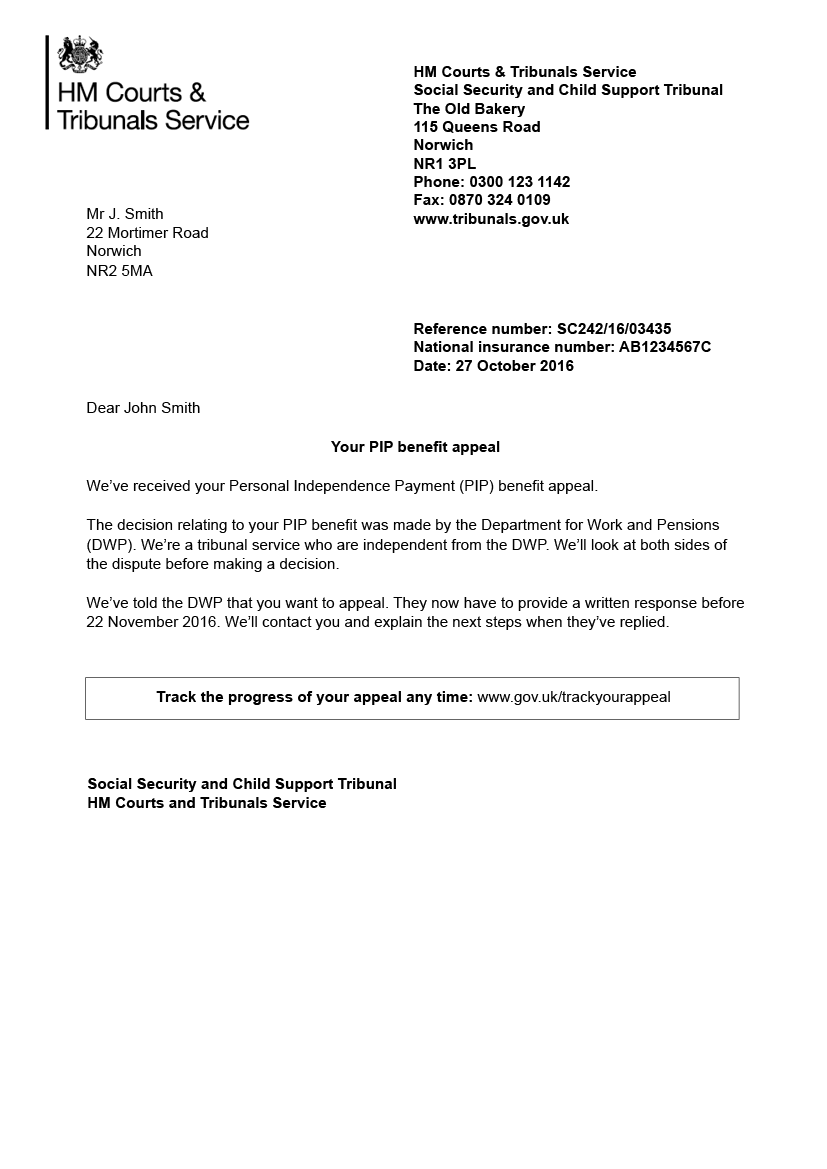 HM Courts &
Tribunals Service
HM Courts & Tribunals Service
Social Security and Child Support Tribunal
The Old Bakery
115 Queens Road
Norwich
NR1 3PL
Phone: 0300 123 1142
Fax: 0870 324 0109
www.tribunals.gov.uk
Mr J. Smith
22 Mortimer Road
Norwich
NR2 5MA
Reference number: SC242/16/03435
National insurance number: AB1234567C
Date: 27 October 2016
Dear John Smith
Your PIP benefit appeal
We’ve received your Personal Independence Payment (PIP) benefit appeal.
The decision relating to your PIP benefit was made by the Department for Work and Pensions
(DWP). We’re a tribunal service who are independent from the DWP. We’ll look at both sides of
the dispute before making a decision.
We’ve told the DWP that you want to appeal. They now have to provide a written response before
22 November 2016. We’ll contact you and explain the next steps when they’ve replied.
Track the progress of your appeal any time: www.gov.uk/trackyourappeal
Social Security and Child Support Tribunal
HM Courts and Tribunals Service